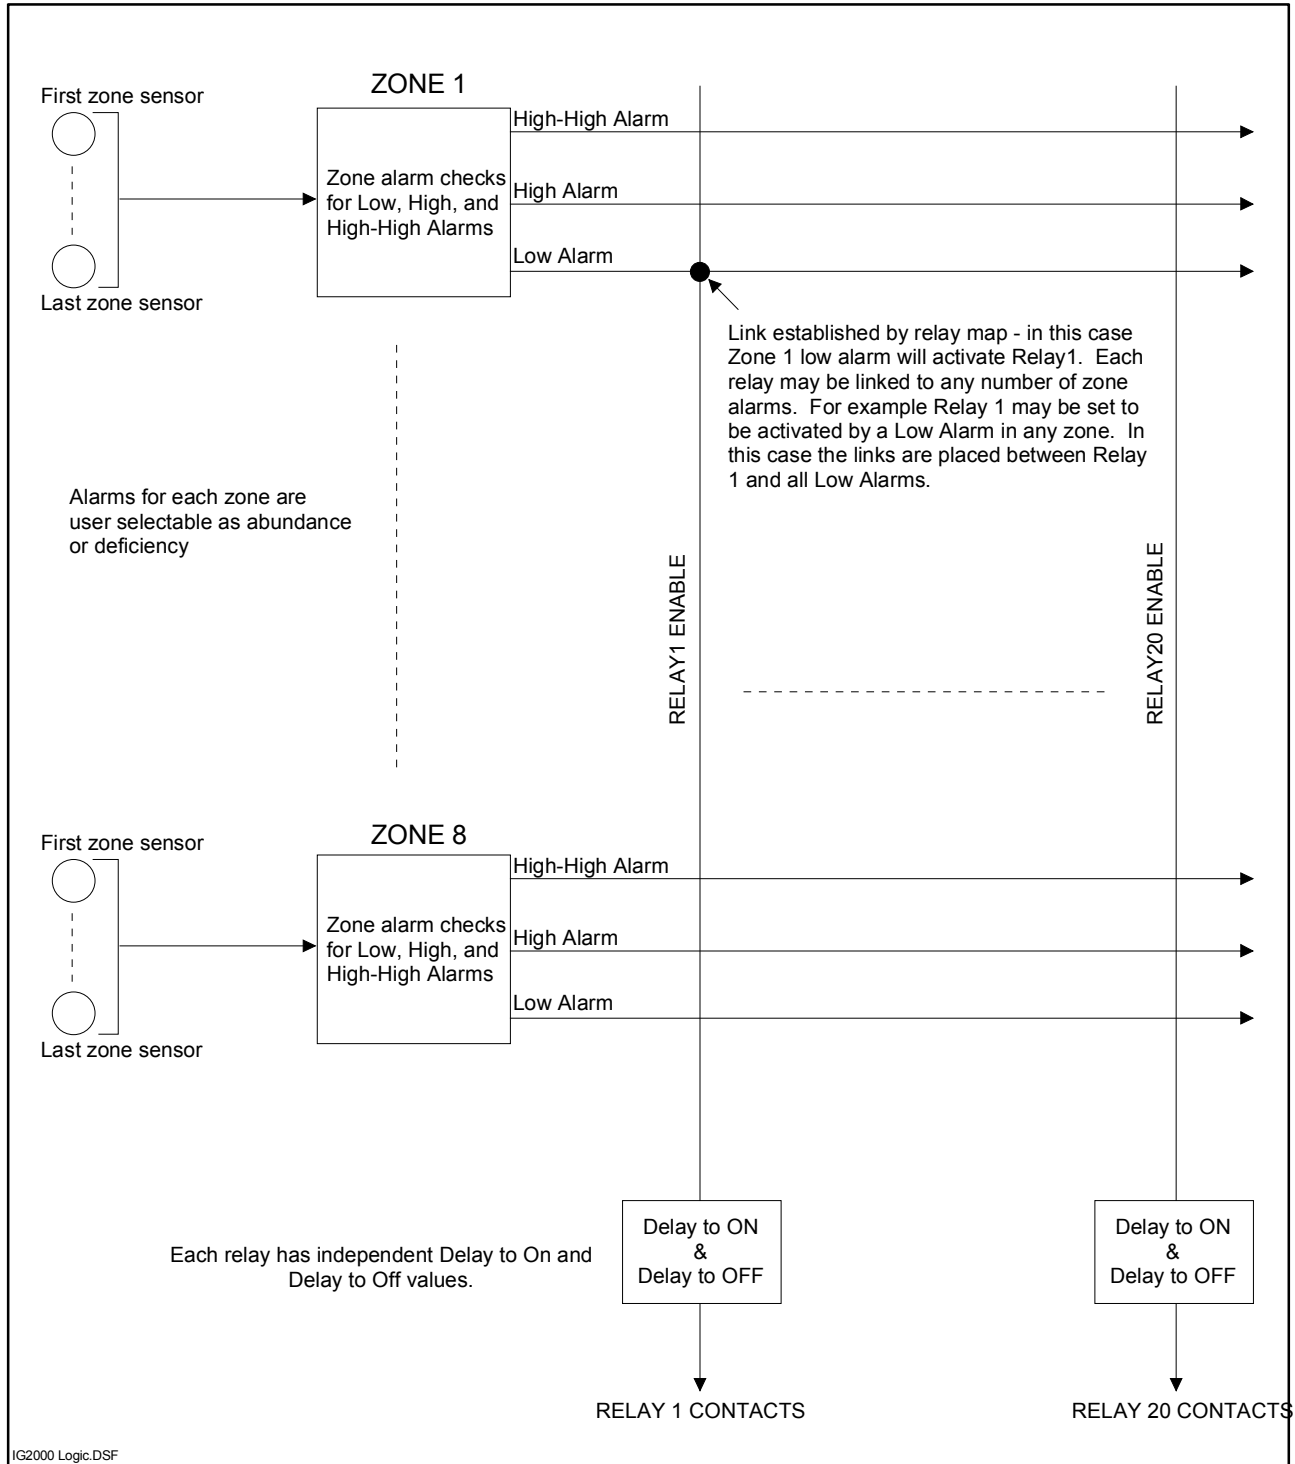 ZONE 1
First zone sensor
High-High Alarm
Zone alarm checks
for Low, High, and
High-High Alarms
High Alarm
Low Alarm
Last zone sensor
Link established by relay map - in this case
Zone 1 low alarm will activate Relay1.  Each
relay may be linked to any number of zone
alarms.  For example Relay 1 may be set to
be activated by a Low Alarm in any zone.  In
this case the links are placed between Relay
1 and all Low Alarms.
Alarms for each zone are
user selectable as abundance
or deficiency
RELAY1 ENABLE
RELAY20 ENABLE
ZONE 8
First zone sensor
High-High Alarm
Zone alarm checks
for Low, High, and
High-High Alarms
High Alarm
Low Alarm
Last zone sensor
Each relay has independent Delay to On and
Delay to Off values.
Delay to ON
&
Delay to OFF
Delay to ON
&
Delay to OFF
RELAY 1 CONTACTS
RELAY 20 CONTACTS
IG2000 Logic.DSF